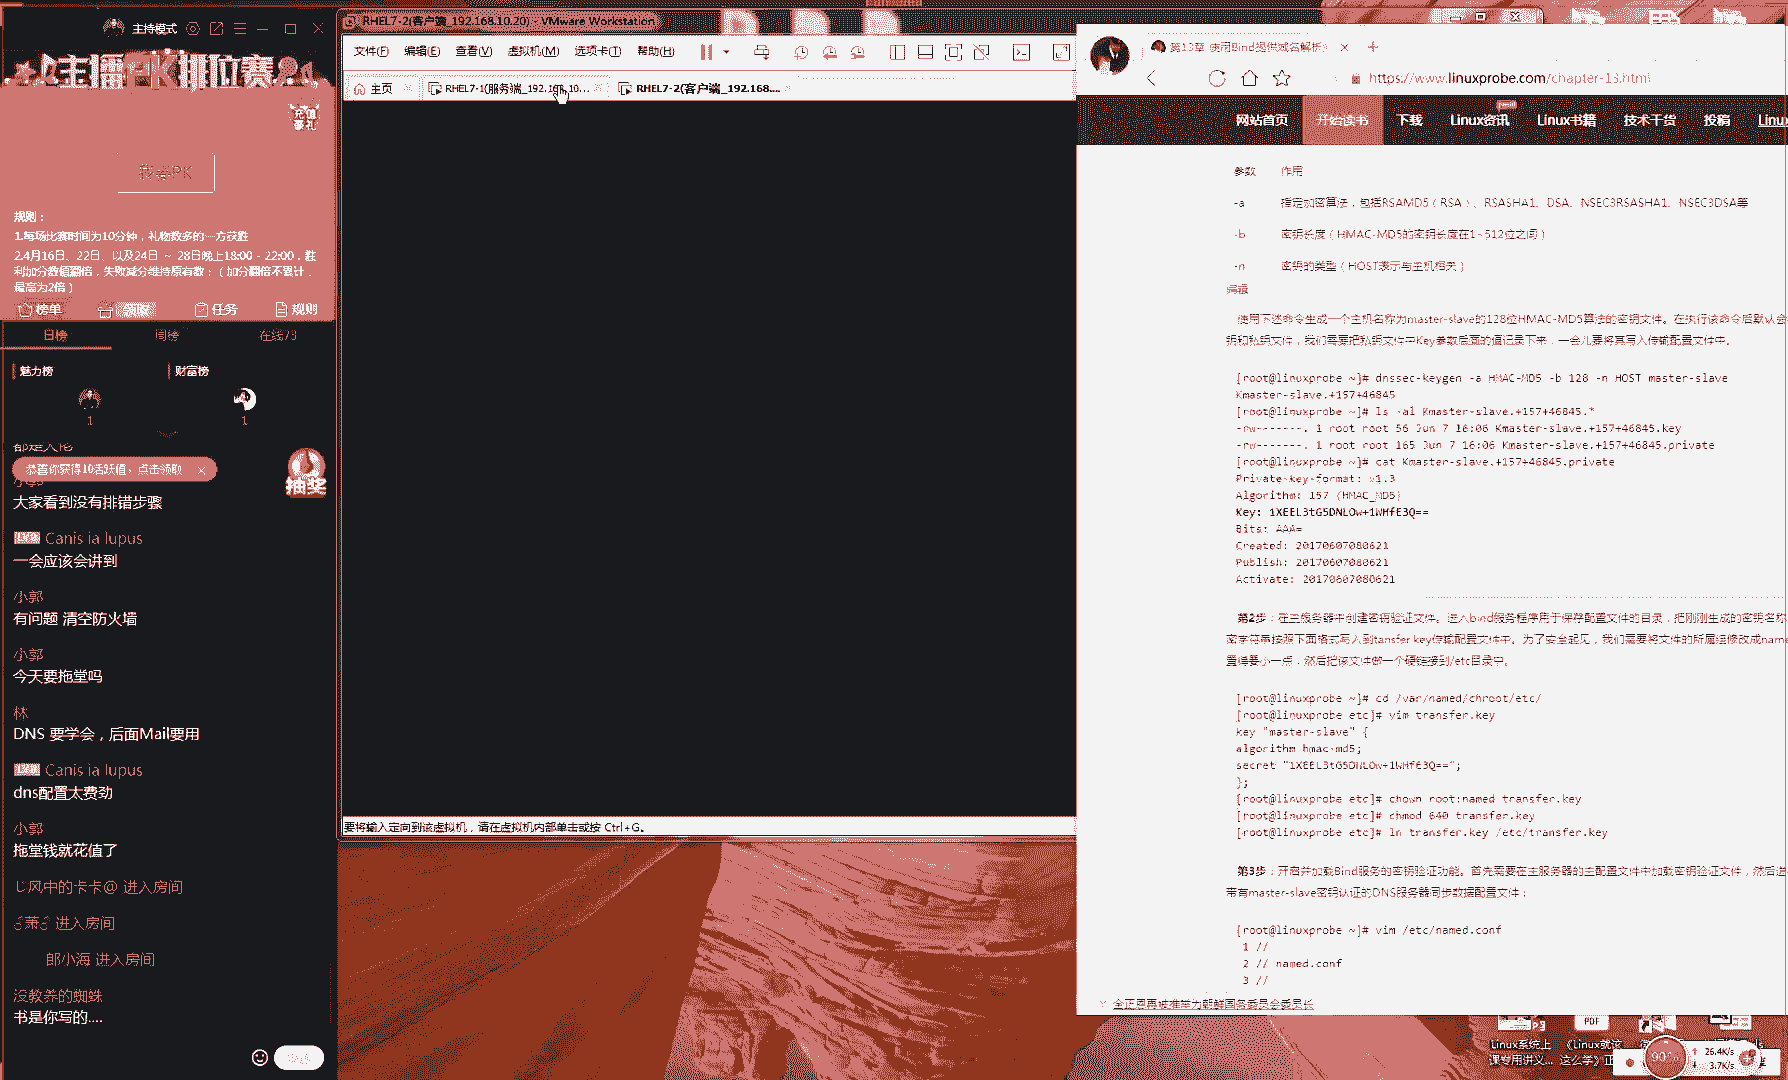 主持模式
主播PK排位赛
充值豪礼
我要PK
规则：
1.每场比赛时间为10分钟，礼物数多的一方获胜
2.4月16日、22日、以及24日 ~ 28日晚上18:00 - 22:00，胜
利加分数值翻倍，失败减分维持原有数；（加分翻倍不累计，
最高为2倍）
榜单
领取
任务
规则
日榜
周榜
在线73
魅力榜
财富榜
1
1
恭喜你获得10活跃值，点击领取
抽奖
小郭
大家看到没有排错步骤
Canis ia lupus
一会应该会讲到
小郭
有问题 清空防火墙
小郭
今天要拖堂吗
林
DNS 要学会，后面Mail要用
Canis ia lupus
dns配置太费劲
小郭
拖堂钱就花值了
风中的卡卡@ 进入房间
萧 进入房间
郎小海 进入房间
没教养的蜘蛛
书是你写的....
RHEL7-2(客户端_192.168.10.20) - VMware Workstation
文件(F) 编辑(E) 查看(V) 虚拟机(M) 选项卡(T) 帮助(H)
主页
RHEL7-1(服务端_192.168.10...
RHEL7-2(客户端_192.168....
要将输入定向到该虚拟机，请在虚拟机内部单击或按 Ctrl+G。
第13章 使用Bind提供域名解析
https://www.linuxprobe.com/chapter-13.html
网站首页 开始读书 下载 Linux资讯 Linux书籍 技术干货 投稿 Linux
参数 作用
-a 指定加密算法，包括RSAMD5（RSA）、RSASHA1、DSA、NSEC3RSASHA1、NSEC3DSA等
-b 密钥长度（HMAC-MD5的密钥长度在1~512位之间）
-n 密钥的类型（HOST表示与主机相关）
编辑
使用下述命令生成一个主机名称为master-slave的128位HMAC-MD5算法的密钥文件。在执行该命令后默认会
钥和私钥文件，我们需要把私钥文件中Key参数后面的值记录下来，一会儿要将其写入传输配置文件中。
[root@linuxprobe ~]# dnssec-keygen -a HMAC-MD5 -b 128 -n HOST master-slave
Kmaster-slave.+157+46845
[root@linuxprobe ~]# ls -al Kmaster-slave.+157+46845.*
-rw-------. 1 root root 56 Jun 7 16:06 Kmaster-slave.+157+46845.key
-rw-------. 1 root root 165 Jun 7 16:06 Kmaster-slave.+157+46845.private
[root@linuxprobe ~]# cat Kmaster-slave.+157+46845.private
Private-key-format: v1.3
Algorithm: 157 (HMAC_MD5)
Key: 1XEEL3tG5DNLOw+1WHfE3Q==
Bits: AAA=
Created: 20170607080621
Publish: 20170607080621
Activate: 20170607080621
第2步：在主服务器中创建密钥验证文件。进入bind服务程序用于保存配置文件的目录，把刚刚生成的密钥名称
密字符串按照下面格式写入到tansfer.key传输配置文件中。为了安全起见，我们需要将文件的所属组修改成name
置得要小一点，然后把该文件做一个硬链接到/etc目录中。
[root@linuxprobe ~]# cd /var/named/chroot/etc/
[root@linuxprobe etc]# vim transfer.key
key "master-slave" {
algorithm hmac-md5;
secret "1XEEL3tG5DNLOw+1WHfE3Q==";
};
[root@linuxprobe etc]# chown root:named transfer.key
[root@linuxprobe etc]# chmod 640 transfer.key
[root@linuxprobe etc]# ln transfer.key /etc/transfer.key
第3步：开启并加载Bind服务的密钥验证功能。首先需要在主服务器的主配置文件中加载密钥验证文件，然后进
带有master-slave密钥认证的DNS服务器同步数据配置文件：
[root@linuxprobe ~]# vim /etc/named.conf
1 //
2 // named.conf
3 //
金正恩再被推举为朝鲜国务委员会委员长
PDF
Linux系统上
课专用讲义...
《Linux就该
这么学》正
90%
26.4K/s
3.7K/s